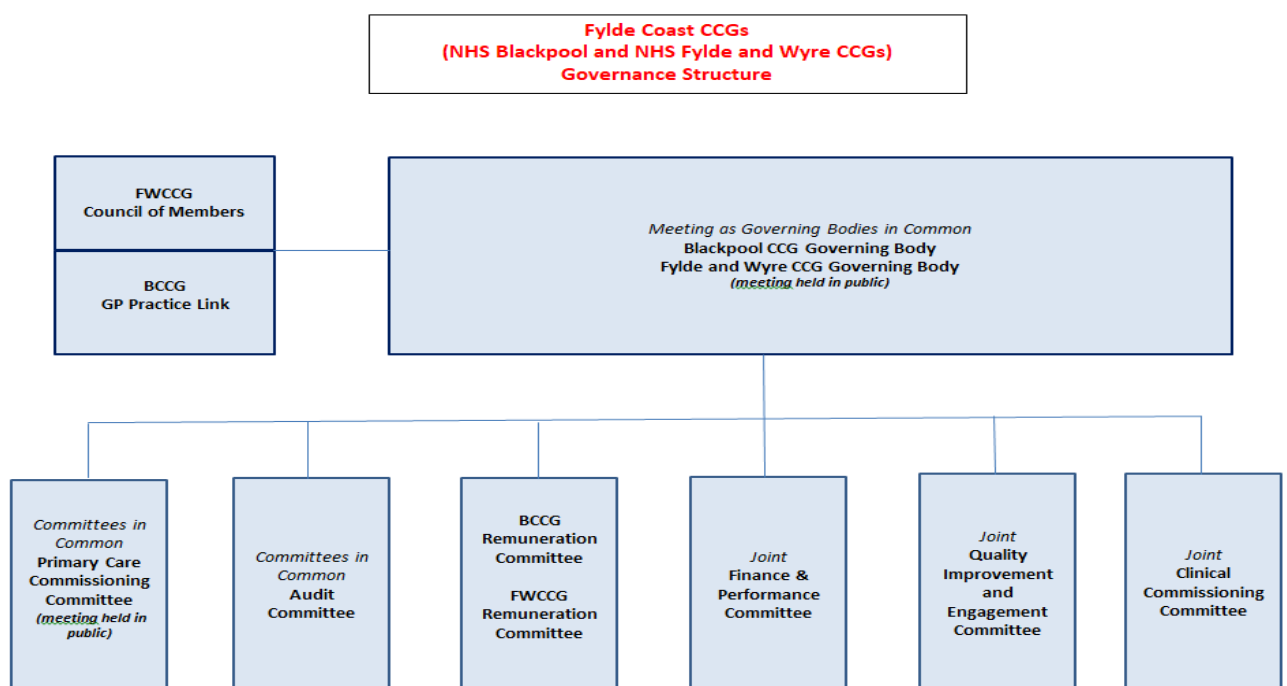 Fylde Coast CCGs
(NHS Blackpool and NHS Fylde and Wyre CCGs)
Governance Structure
FWCCG
Council of Members
BCCG
GP Practice Link
Meeting as Governing Bodies in Common
Blackpool CCG Governing Body
Fylde and Wyre CCG Governing Body
(meeting held in public)
Committees in
Common
Primary Care
Commissioning
Committee
(meeting held in
public)
Committees in
Common
Audit
Committee
BCCG
Remuneration
Committee
FWCCG
Remuneration
Committee
Joint
Finance &
Performance
Committee
Joint
Quality
Improvement
and
Engagement
Committee
Joint
Clinical
Commissioning
Committee